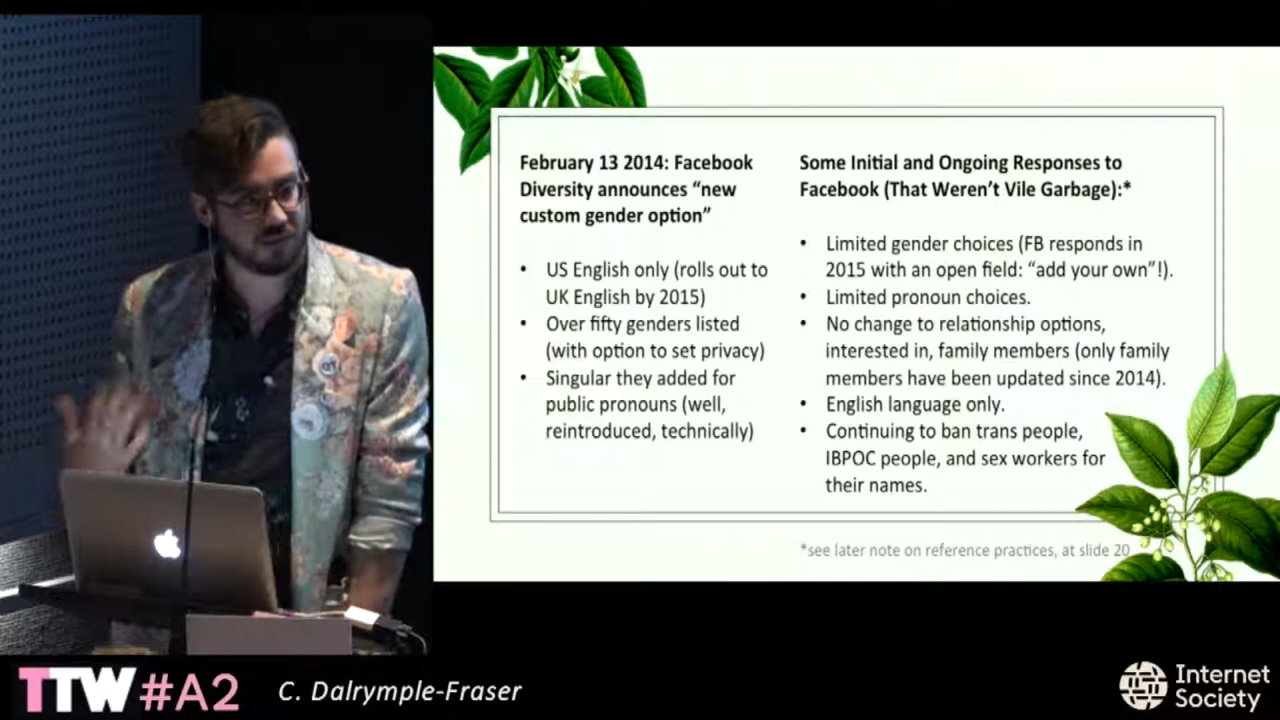 February 13 2014: Facebook
Diversity announces “new
custom gender option”
• US English only (rolls out to
UK English by 2015)
• Over fifty genders listed
(with option to set privacy)
• Singular they added for
public pronouns (well,
reintroduced, technically)
Some Initial and Ongoing Responses to
Facebook (That Weren’t Vile Garbage):*
• Limited gender choices (FB responds in
2015 with an open field: “add your own”!).
• Limited pronoun choices.
• No change to relationship options,
interested in, family members (only family
members have been updated since 2014).
• English language only.
• Continuing to ban trans people,
IBPOC people, and sex workers for
their names.
*see later note on reference practices, at slide 20
TTW #A2
C. Dalrymple-Fraser
Internet
Society